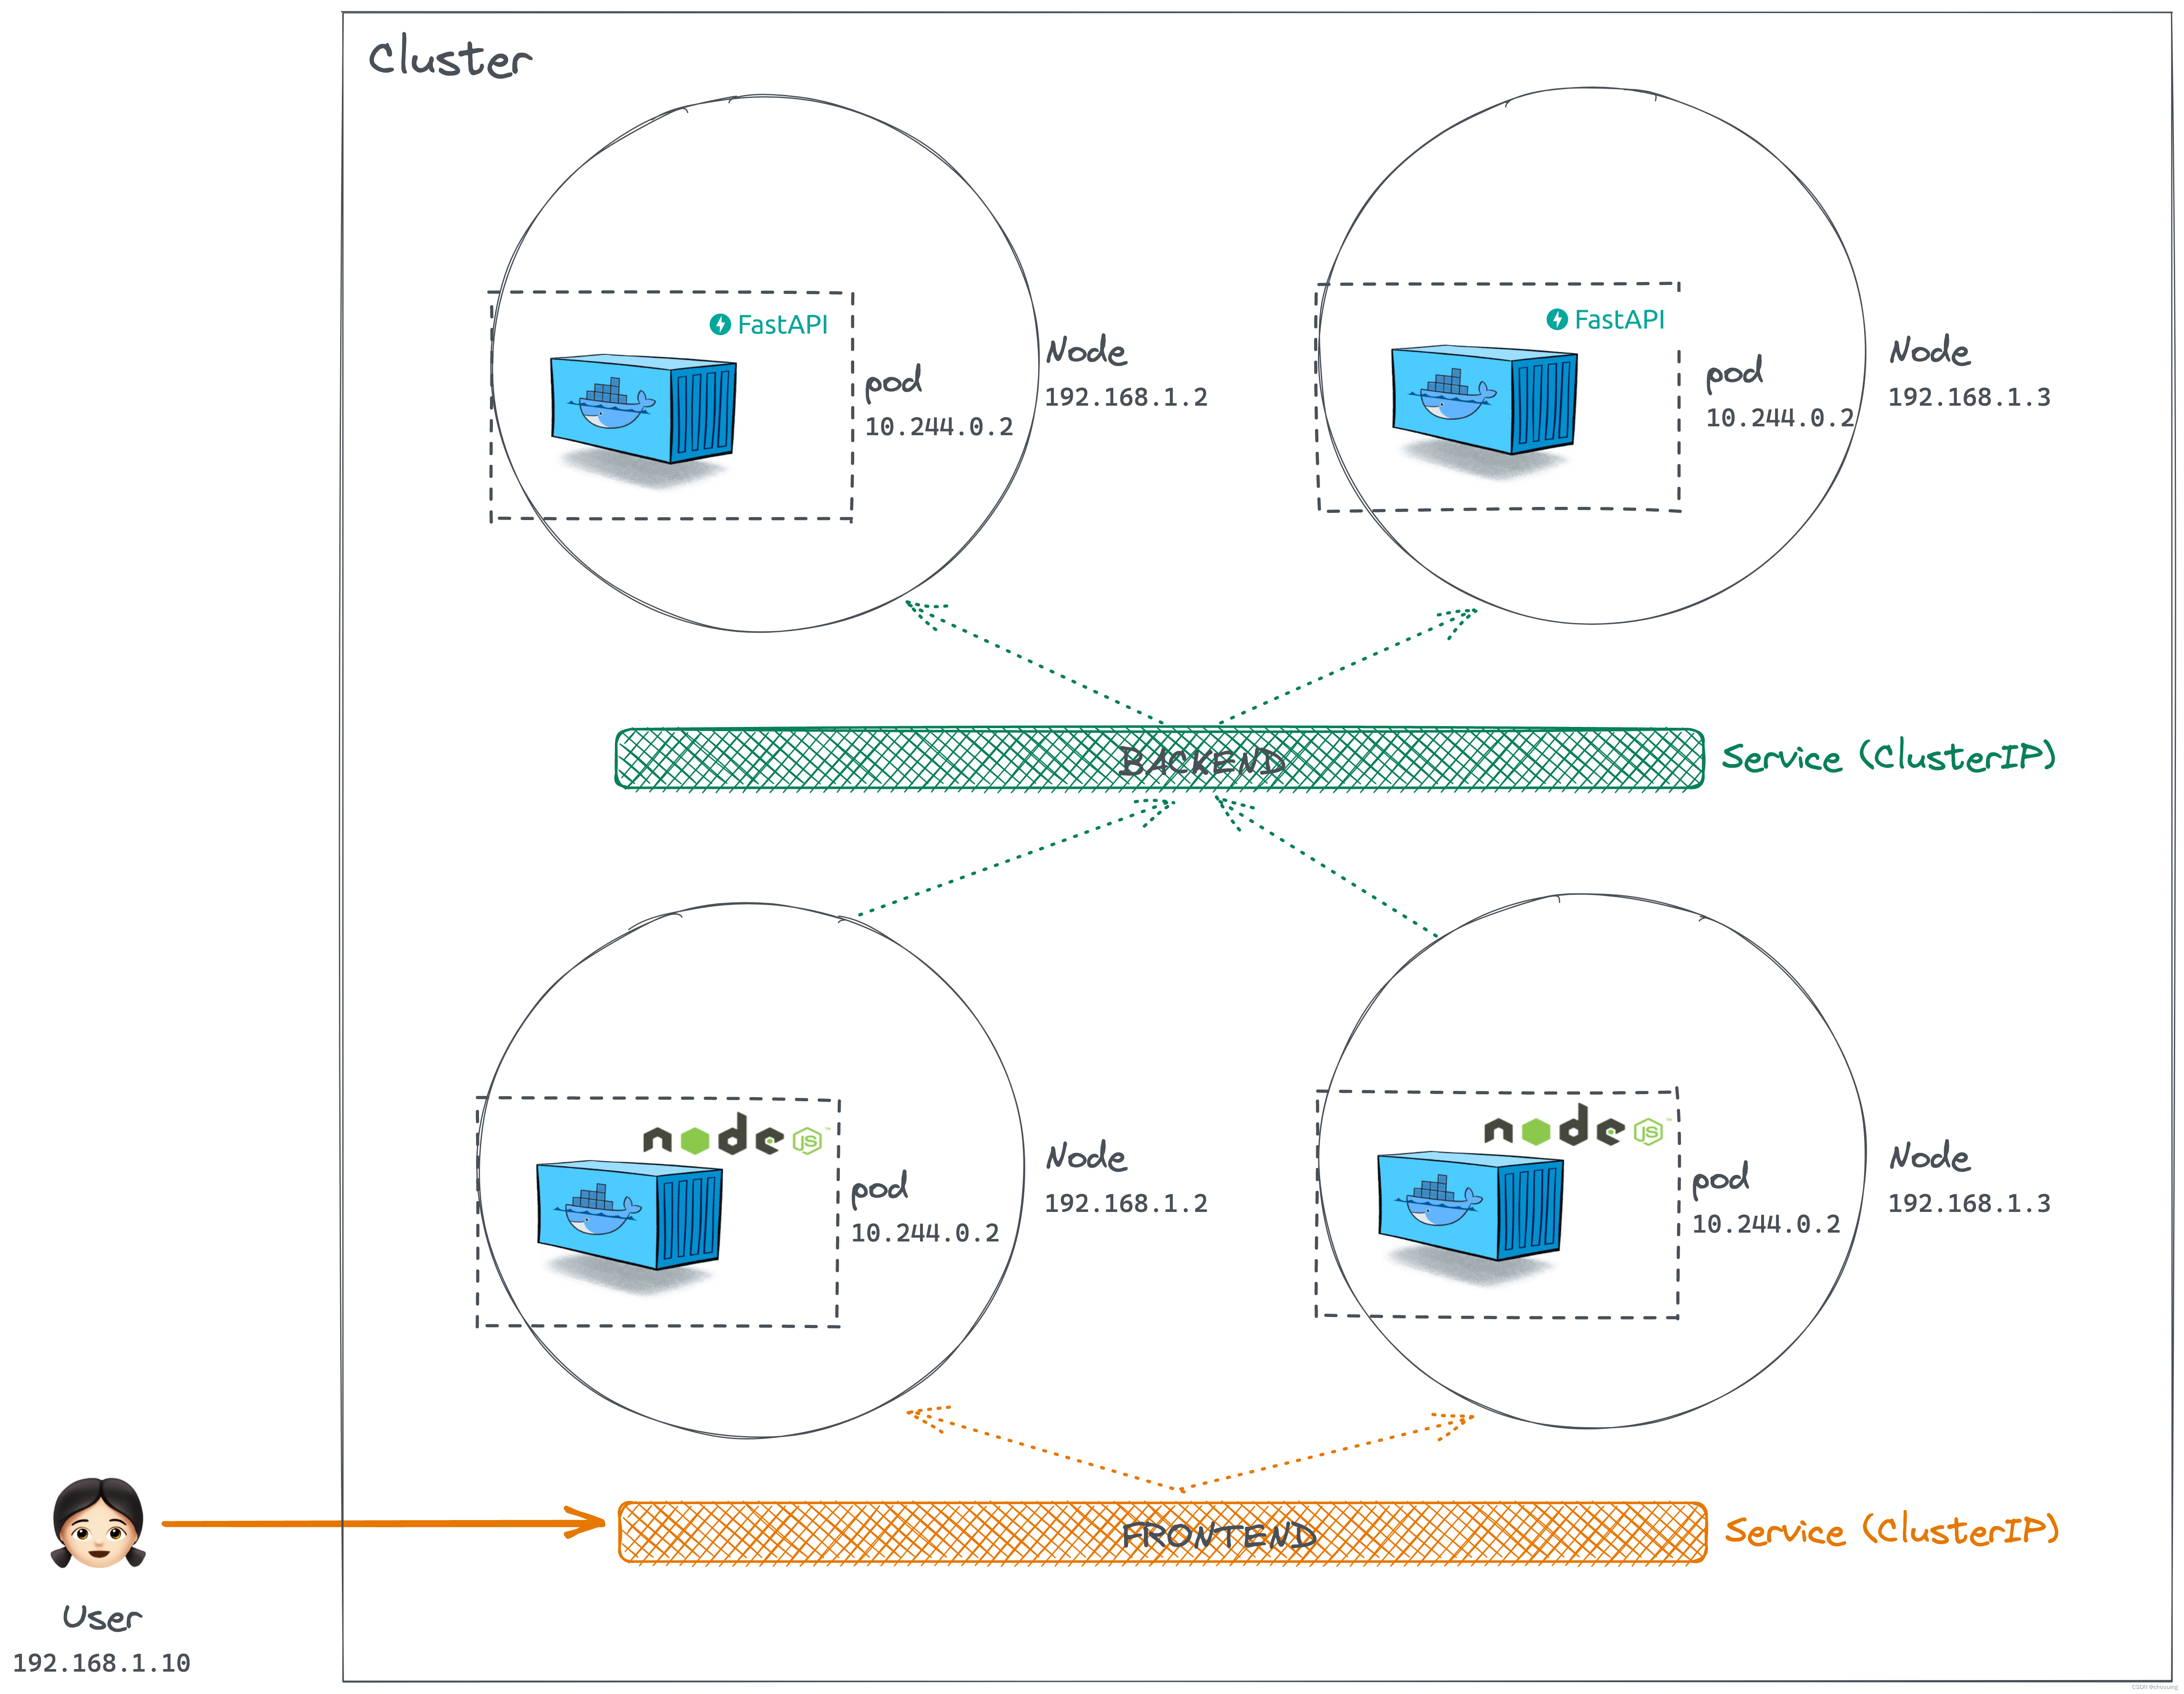 Cluster
FastAPI
pod
10.244.0.2
Node
192.168.1.2
FastAPI
pod
10.244.0.2
Node
192.168.1.3
BACKEND
Service (ClusterIP)
node JS ™
pod
10.244.0.2
Node
192.168.1.2
node JS ™
pod
10.244.0.2
Node
192.168.1.3
FRONTEND
Service (ClusterIP)
User
192.168.1.10
CSDN @chuuung